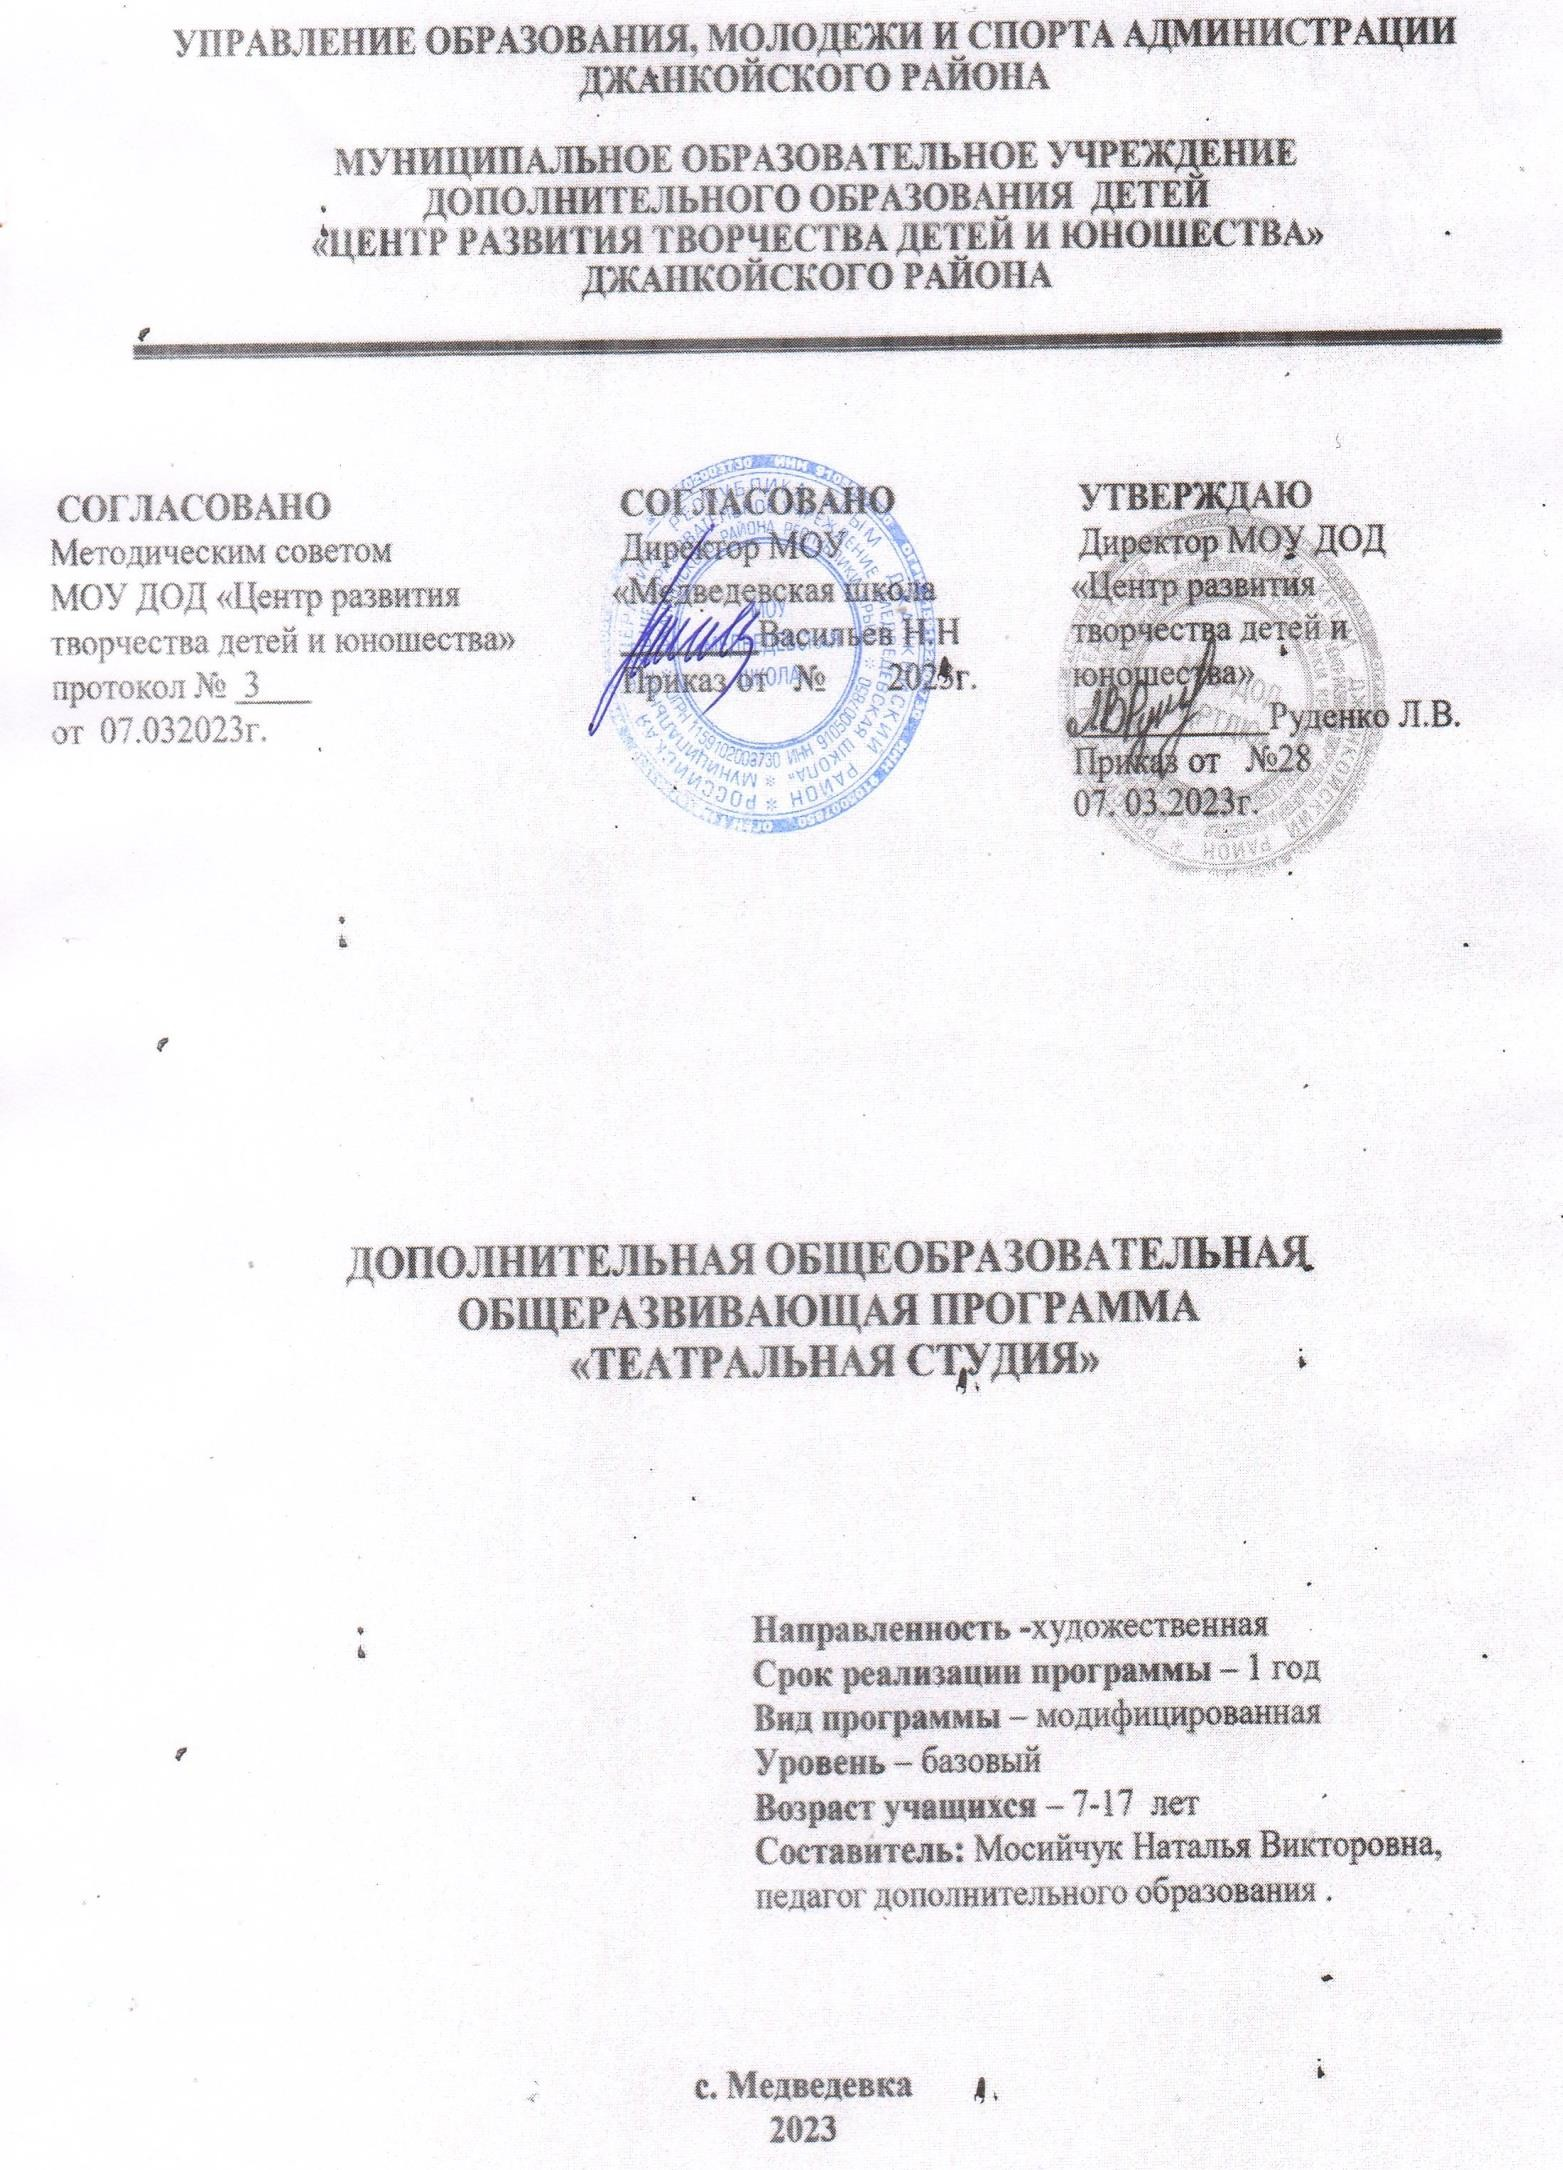 УПРАВЛЕНИЕ ОБРАЗОВАНИЯ, МОЛОДЕЖИ И СПОРТА АДМИНИСТРАЦИИ
ДЖАНКОЙСКОГО РАЙОНА
МУНИЦИПАЛЬНОЕ ОБРАЗОВАТЕЛЬНОЕ УЧРЕЖДЕНИЕ
ДОПОЛНИТЕЛЬНОГО ОБРАЗОВАНИЯ ДЕТЕЙ
«ЦЕНТР РАЗВИТИЯ ТВОРЧЕСТВА ДЕТЕЙ И ЮНОШЕСТВА»
ДЖАНКОЙСКОГО РАЙОНА
СОГЛАСОВАНО
Методическим советом
МОУ ДОД «Центр развития
творчества детей и юношества»
протокол № 3
от 07.032023г.
СОГЛАСОВАНО
Директор МОУ
«Медведевская школа
Васильев Н.Н
Приказ от № 2023г.
УТВЕРЖДАЮ
Директор МОУ ДОД
«Центр развития
творчества детей и
юношества»
Руденко Л.В.
Приказ от №28
07. 03.2023г.
ДОПОЛНИТЕЛЬНАЯ ОБЩЕОБРАЗОВАТЕЛЬНАЯ
ОБЩЕРАЗВИВАЮЩАЯ ПРОГРАММА
«ТЕАТРАЛЬНАЯ СТУДИЯ»
Направленность -художественная
Срок реализации программы – 1 год
Вид программы – модифицированная
Уровень – базовый
Возраст учащихся – 7-17 лет
Составитель: Мосийчук Наталья Викторовна,
педагог дополнительного образования .
с. Медведевка
2023